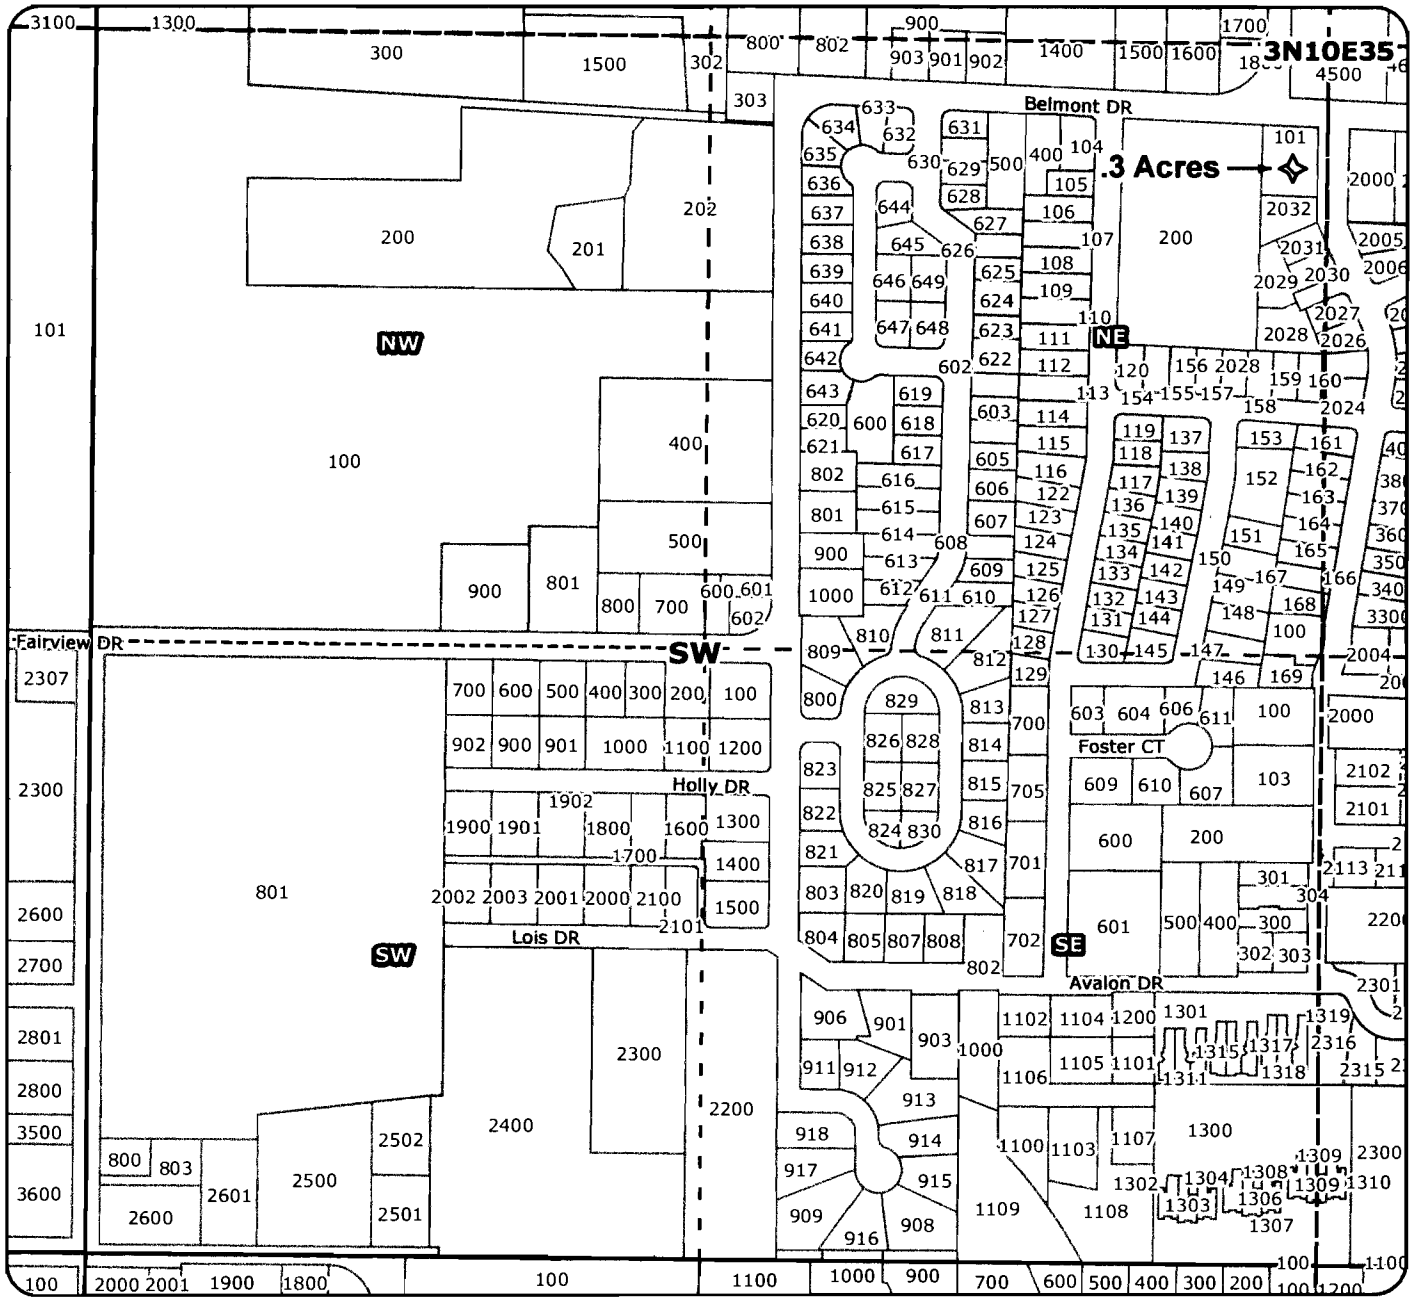 3100 1300 900 1700
300 1500 302 800 802 903 901 902 1400 1500 1600 3N10E35
4500
303 Belmont DR
633 634 632 631 101
635 630 629 500 400 104 .3 Acres
636 628 105 2000
202 637 644 627 106 2032
200 201 638 645 626 107 200 2031 2005
639 646 649 625 108 2029 2030 2006
640 624 109
101 641 647 648 623 110 2027
NW 642 602 622 111 NE 2028 2026
112 120 156 2028 159 160
643 619 113 154 155 157 158 2024
620 600 618 603 114
400 621 617 115 119 137 153 161
100 802 616 605 116 118 138 152 162
615 606 122 117 139 163
801 614 607 123 136 140 164
500 900 613 608 124 135 141 151 165
134 150
900 801 600 601 1000 612 611 609 125 133 142 149 167 166
800 700 602 610 126 132 143 148 168 3300
127 131 144 100
Fairview DR SW 810 811 128
809 812 130 145 147 2004
2307 129 146 169
700 600 500 400 300 200 100 800 829 813 700 603 604 606 611 100 2000
902 900 901 1000 1100 1200 826 828 814 Foster CT
823 2102
2300 Holly DR 825 827 815 705 609 610 607 103
1902 822 816 2101
1900 1901 1800 1600 1300 824 830 600 200
1700 1400 821 817 701 2113
801 2002 2003 2001 2000 2100 1500 803 820 819 818 301 304
2600 2101 2200
Lois DR 804 805 807 808 702 601 500 400 300
SW 802 SE 302 303
2700 Avalon DR 2301
906 901 903 1102 1104 1200 1301 1319
2801 2300 1000 1105 1101 1315 1317 2316
911 912 1106 1311 1318 2315
2800 2200 913
3500 2400 918 914 1100 1103 1107 1300 2300
2502 917 915 1302 1304 1308 1309
800 803 2500 1303 1306 1309 1310
3600 2601 909 908 1109 1108 1307
2600 2501 916
100 1100
100 2000 2001 1900 1800 100 1100 1000 900 700 600 500 400 300 200 100 1200